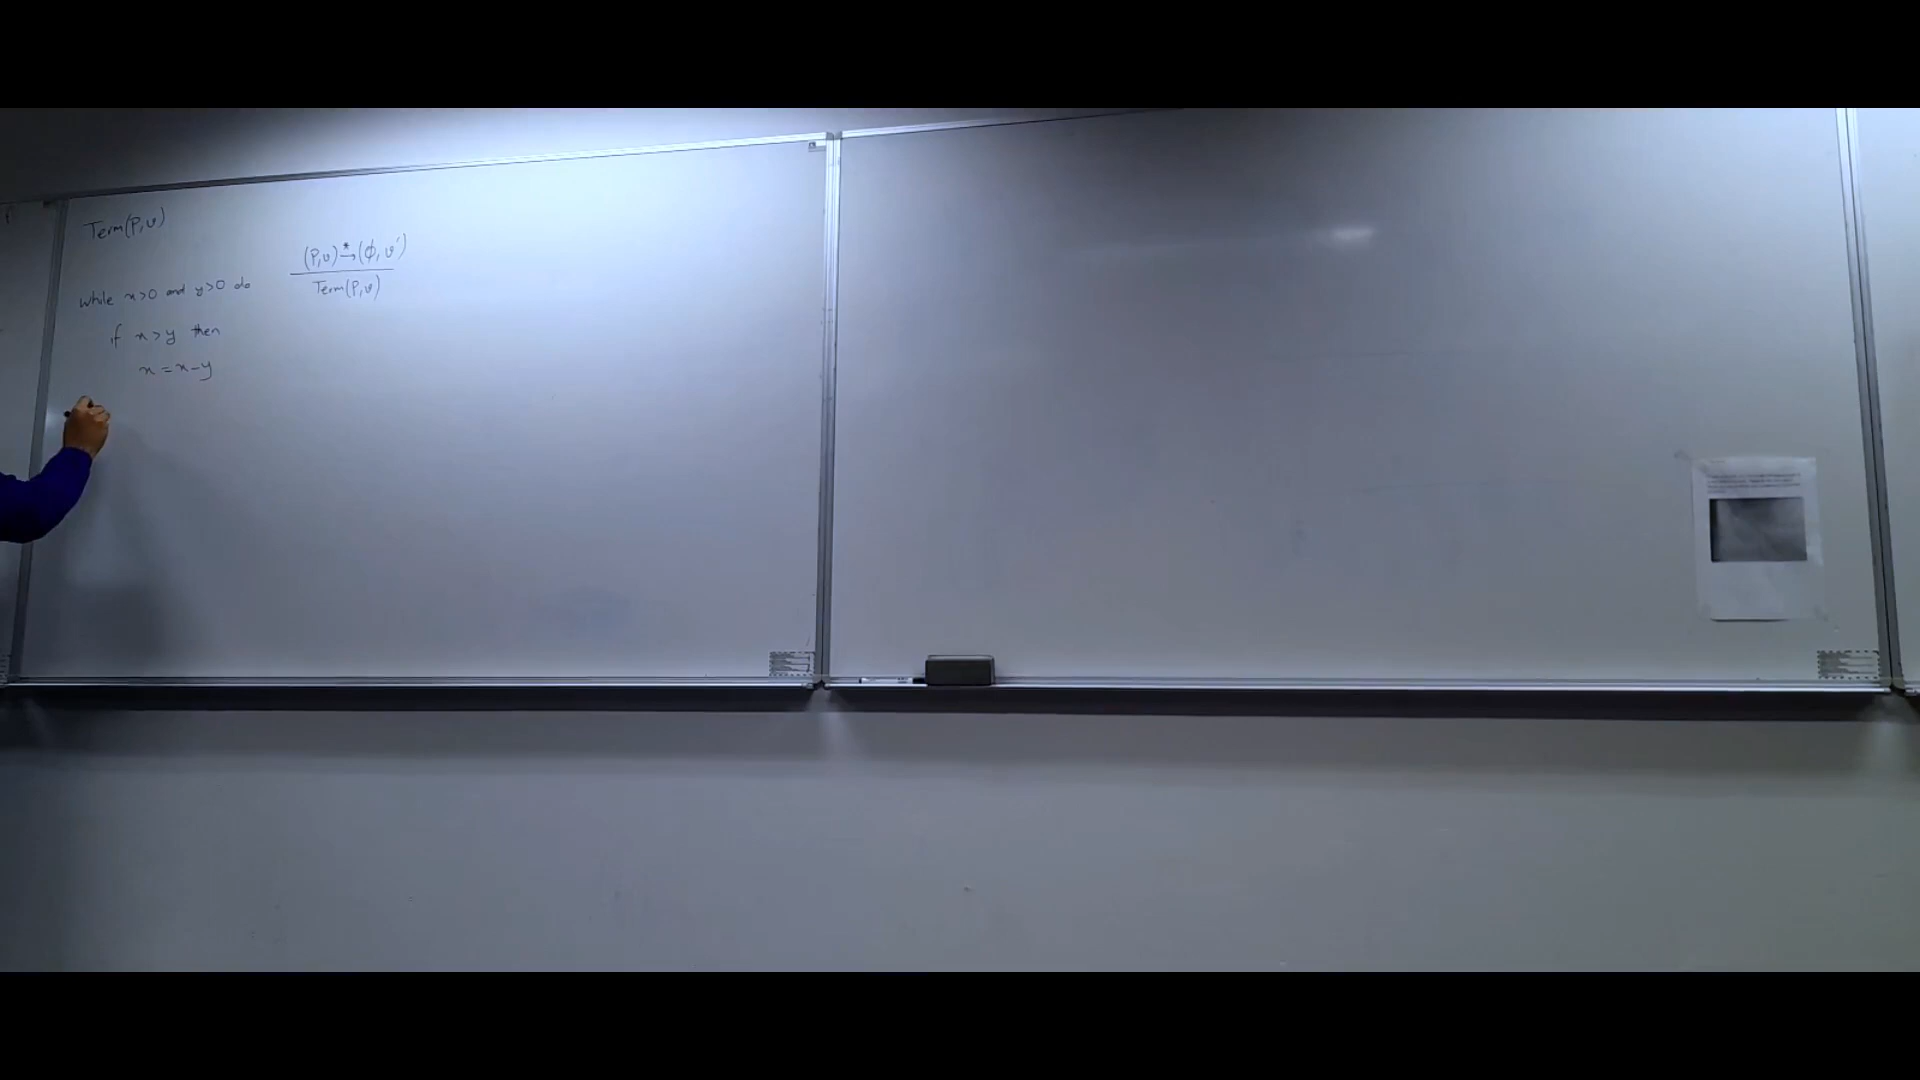 Term(P,v)
(P,v) →* (ϕ, v')
Term(P,v)
While x>0 and y>0 do
if x>y then
x = x-y